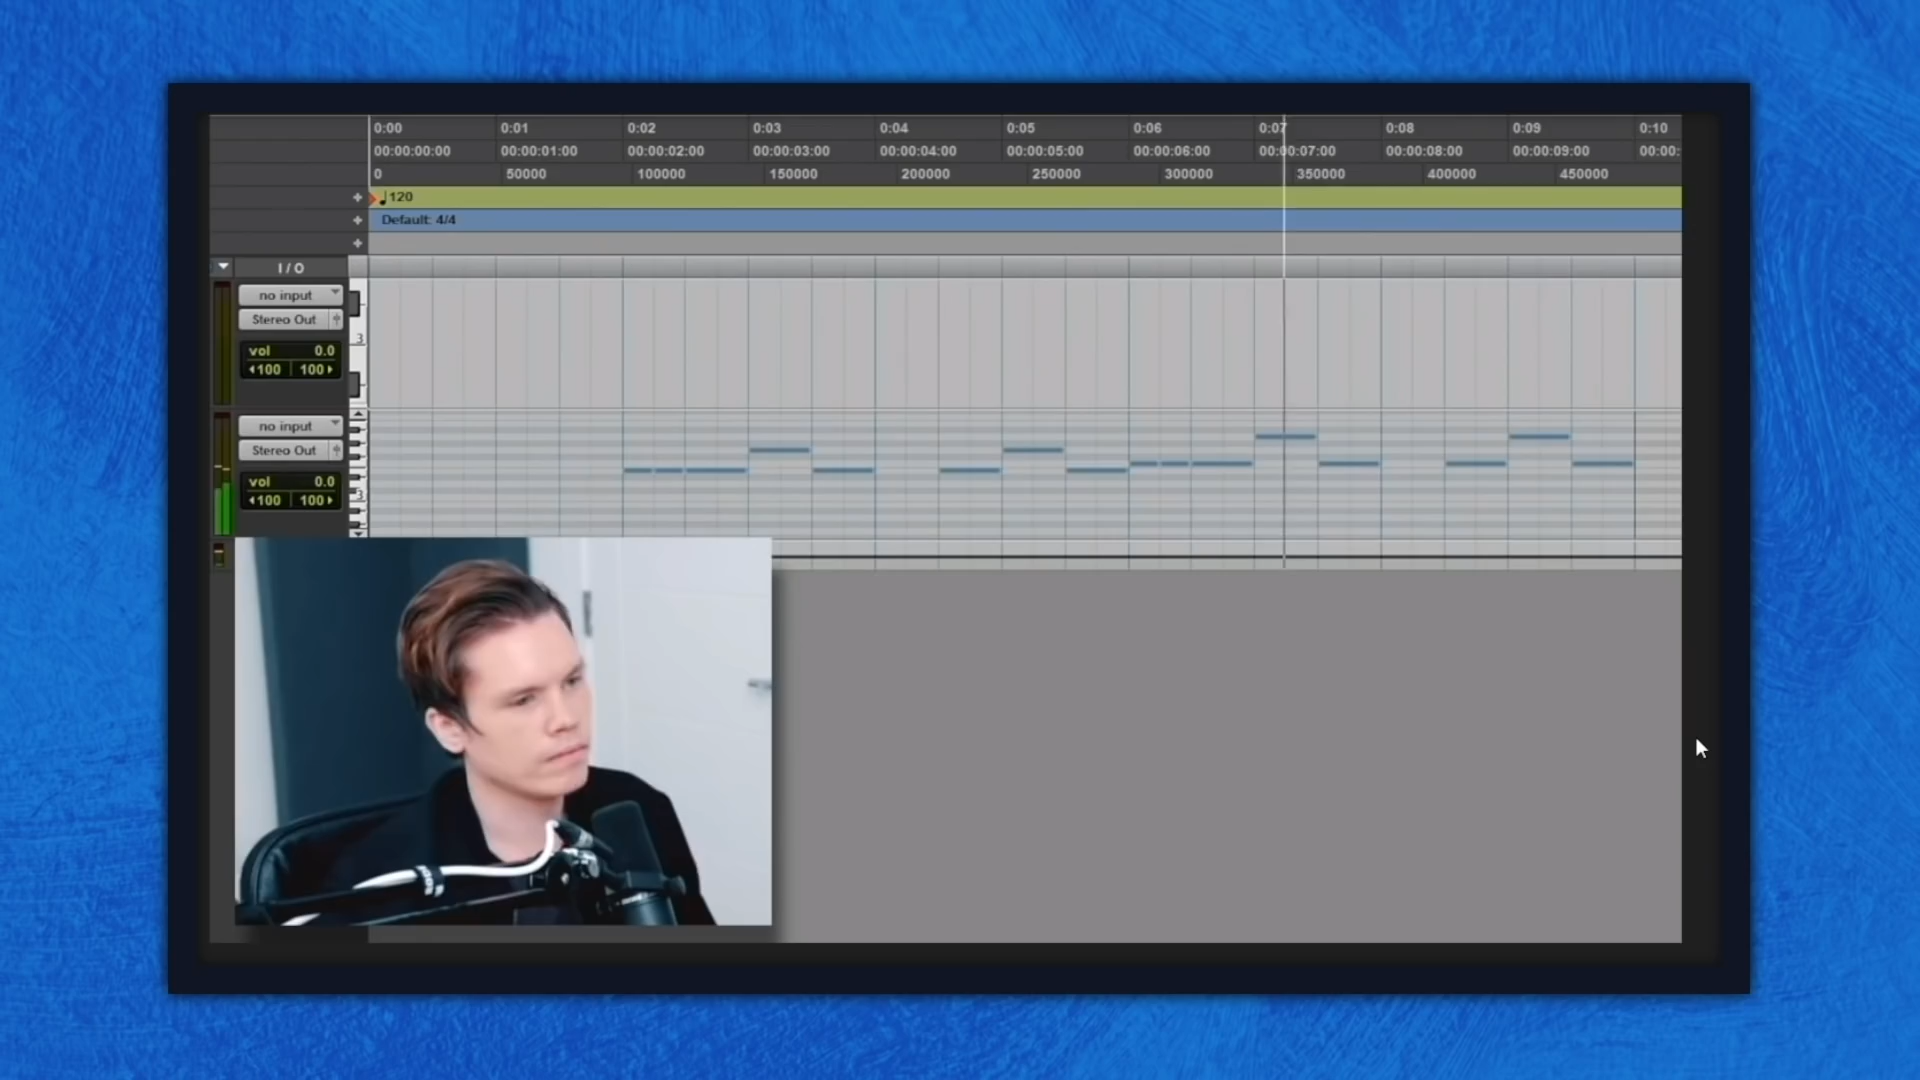 0:00 0:01 0:02 0:03 0:04 0:05 0:06 0:07 0:08 0:09 0:10
00:00:00:00 00:00:01:00 00:00:02:00 00:00:03:00 00:00:04:00 00:00:05:00 00:00:06:00 00:00:07:00 00:00:08:00 00:00:09:00 00:00:
0 50000 100000 150000 200000 250000 300000 350000 400000 450000
120
Default: 4/4
I / O
no input
Stereo Out
vol 0.0
100 100
3
no input
Stereo Out
vol 0.0
100 100
3